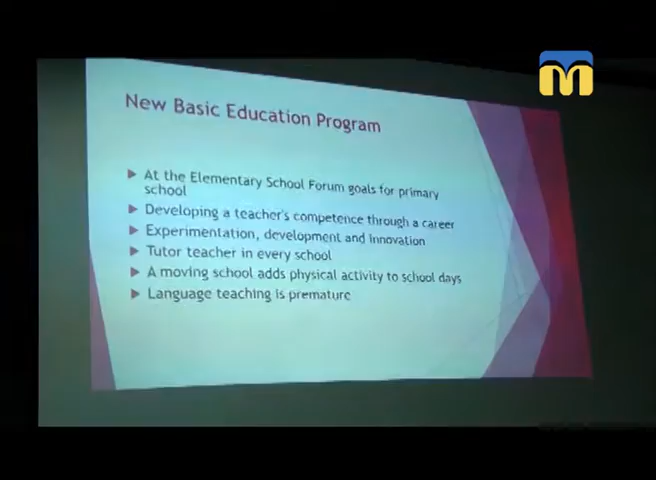 M
New Basic Education Program
At the Elementary School Forum goals for primary
school
Developing a teacher's competence through a career
Experimentation, development and innovation
Tutor teacher in every school
A moving school adds physical activity to school days
Language teaching is premature